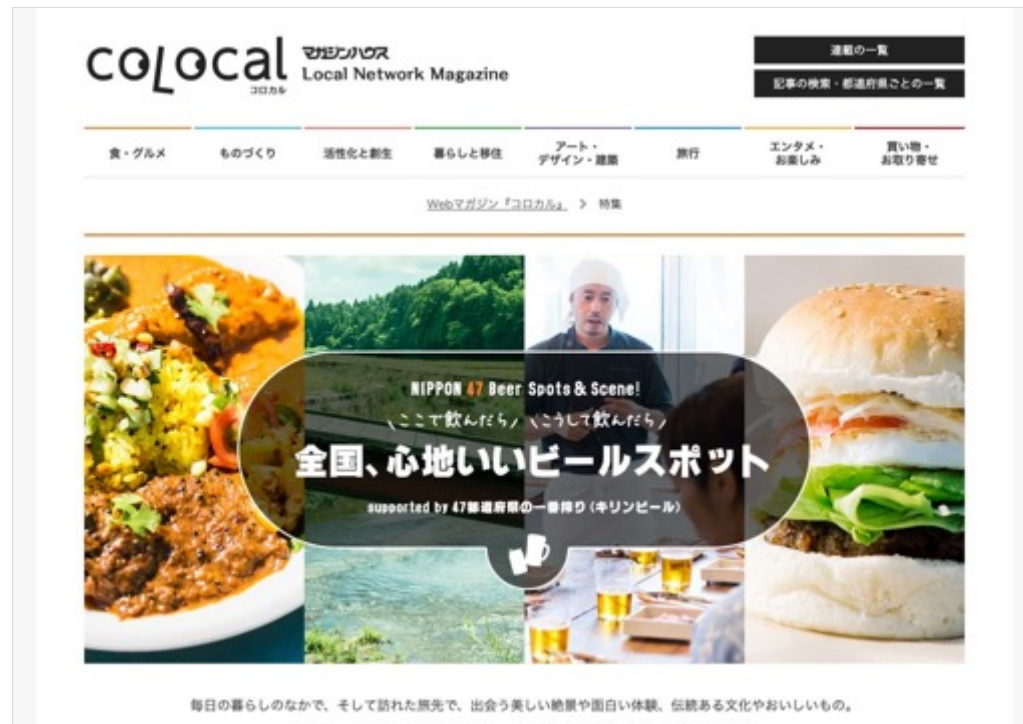 colocal
コロカル
マガジンハウス
Local Network Magazine
連載の一覧
記事の検索・都道府県ごとの一覧
食・グルメ
ものづくり
活性化と創生
暮らしと移住
アート・
デザイン・建築
旅行
エンタメ・
お楽しみ
買い物・
お取り寄せ
Webマガジン『コロカル』 > 特集
NIPPON 47 Beer Spots & Scene!
\ここで飲んだら/ \こうして飲んだら/
全国、心地いいビールスポット
supported by 47都道府県の一番搾り(キリンビール)
毎日の暮らしのなかで、そして訪れた旅先で、出会う美しい絶景や面白い体験、伝統ある文化やおいしいもの。